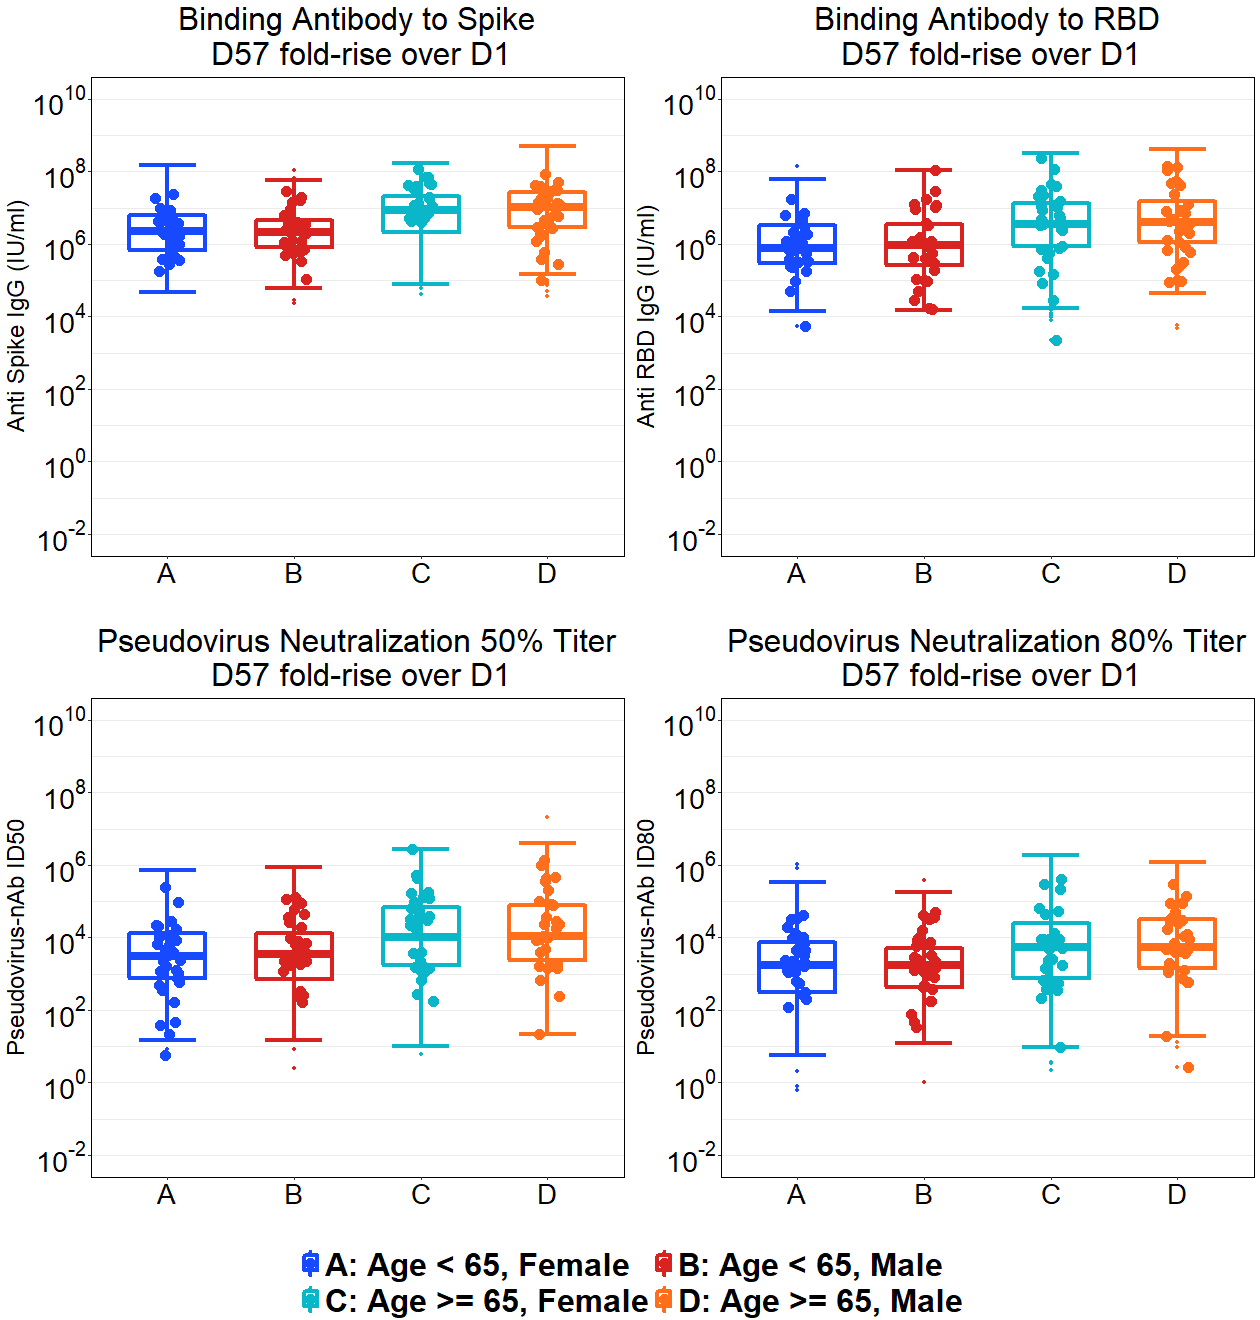 Binding Antibody to Spike
D57 fold-rise over D1
Anti Spike IgG (IU/ml)
10^10
10^8
10^6
10^4
10^2
10^0
10^-2
A B C D
Binding Antibody to RBD
D57 fold-rise over D1
Anti RBD IgG (IU/ml)
10^10
10^8
10^6
10^4
10^2
10^0
10^-2
A B C D
Pseudovirus Neutralization 50% Titer
D57 fold-rise over D1
Pseudovirus-nAb ID50
10^10
10^8
10^6
10^4
10^2
10^0
10^-2
A B C D
Pseudovirus Neutralization 80% Titer
D57 fold-rise over D1
Pseudovirus-nAb ID80
10^10
10^8
10^6
10^4
10^2
10^0
10^-2
A B C D
A: Age < 65, Female B: Age < 65, Male
C: Age >= 65, Female D: Age >= 65, Male